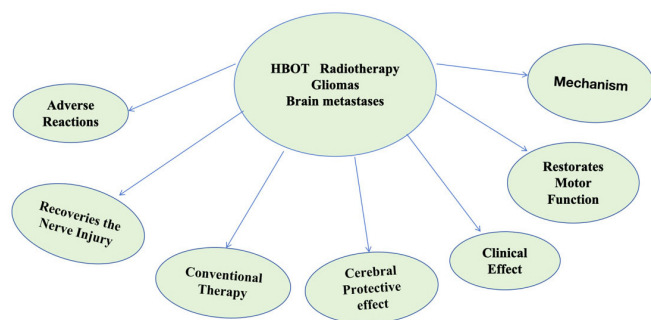 HBOT Radiotherapy
Gliomas
Brain metastases
Mechanism
Adverse
Reactions
Restorates
Motor
Function
Recoveries the
Nerve Injury
Clinical
Effect
Conventional
Therapy
Cerebral
Protective
effect